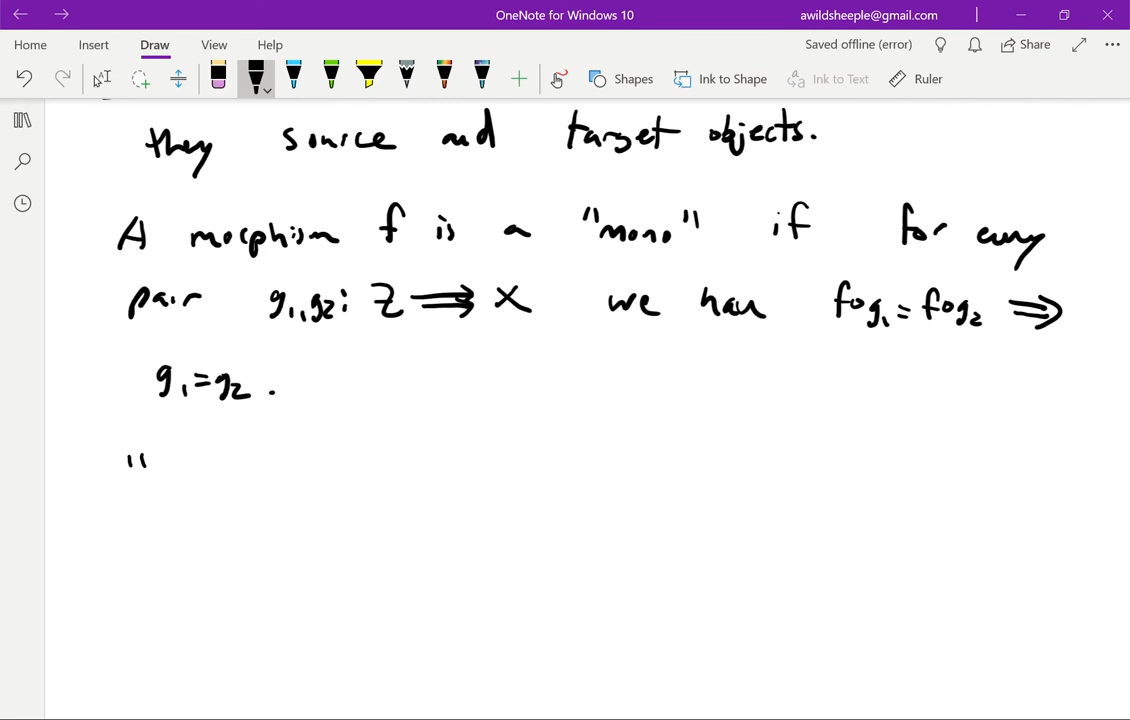 OneNote for Windows 10
awildsheeple@gmail.com
Home Insert Draw View Help
Saved offline (error) Share
Shapes Ink to Shape Ink to Text Ruler
they source and target objects.
A morphism f is a "mono" if for every
pair g₁,g₂: Z ⇉ X we have f∘g₁ = f∘g₂ ⇒
g₁=g₂.
"